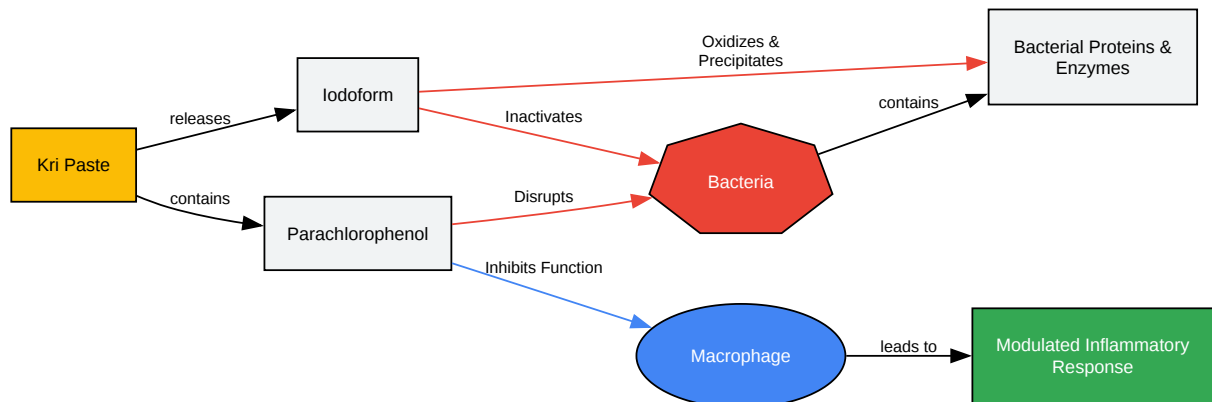 Oxidizes &
Precipitates
Bacterial Proteins &
Enzymes
Iodoform
releases
Inactivates
contains
Kri Paste
Bacteria
contains
Disrupts
Parachlorophenol
Inhibits Function
Macrophage
leads to
Modulated Inflammatory
Response